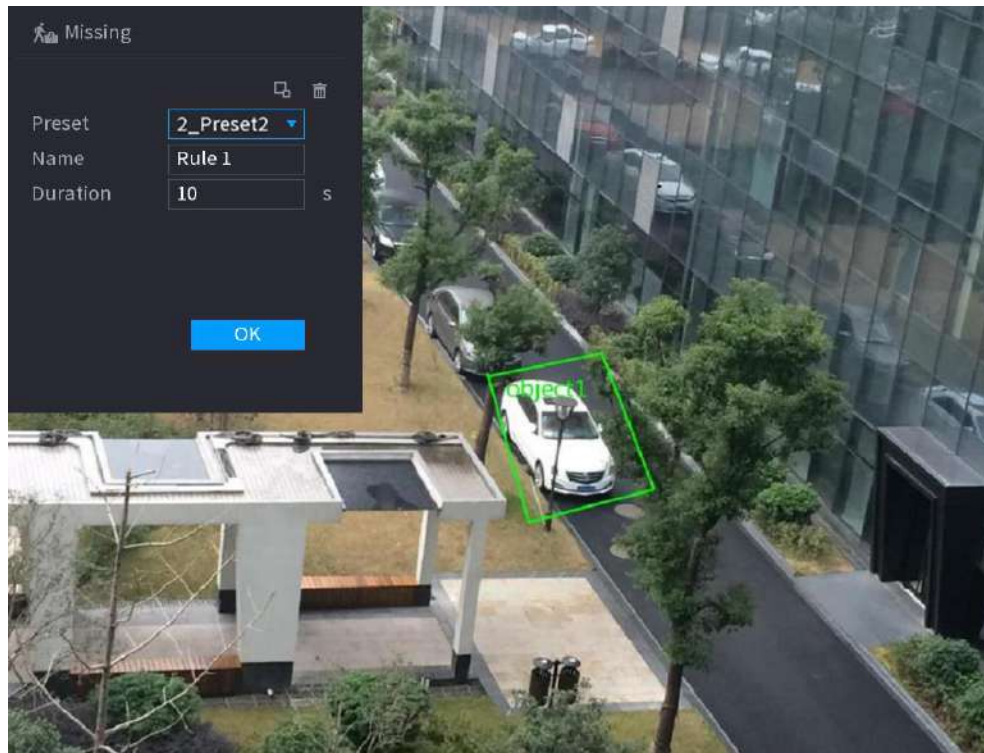 Missing
Preset 2_Preset2
Name Rule 1
Duration 10 s
OK
object1